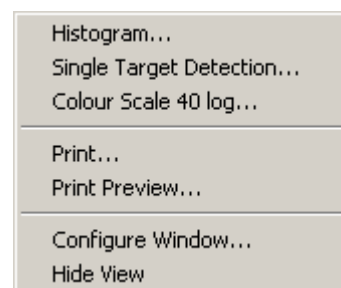 Histogram...
Single Target Detection...
Colour Scale 40 log...
Print...
Print Preview...
Configure Window...
Hide View